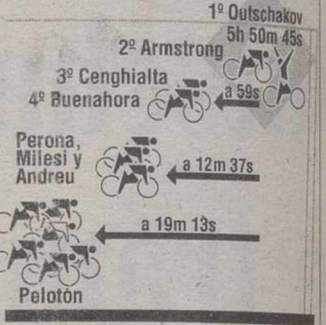 1º Outschakov
5h 50m 45s
2º Armstrong
3º Cenghialta
4º Buenahora
a 59s
Perona,
Milesi y
Andreu
a 12m 37s
a 19m 13s
Pelotón